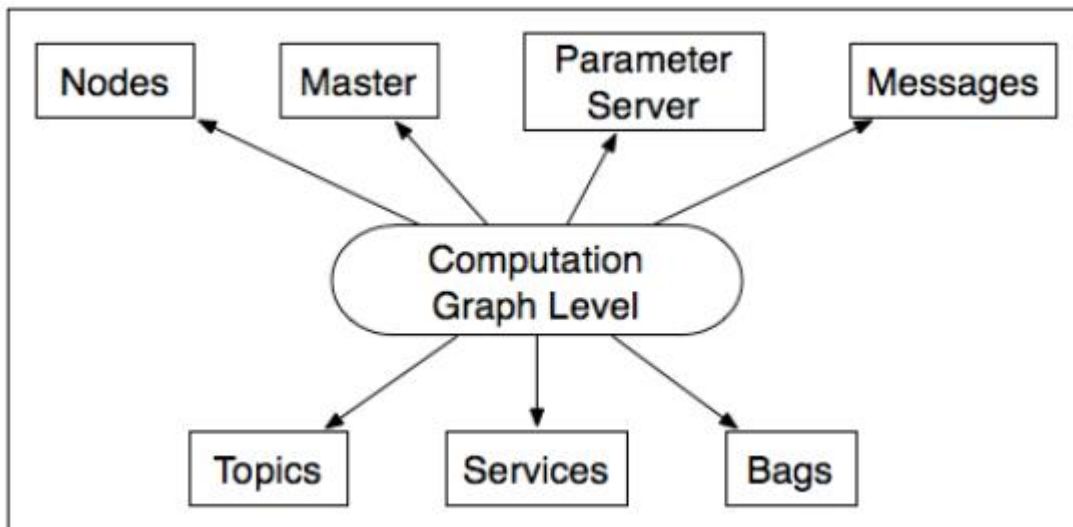 Nodes
Master
Parameter
Server
Messages
Computation
Graph Level
Topics
Services
Bags